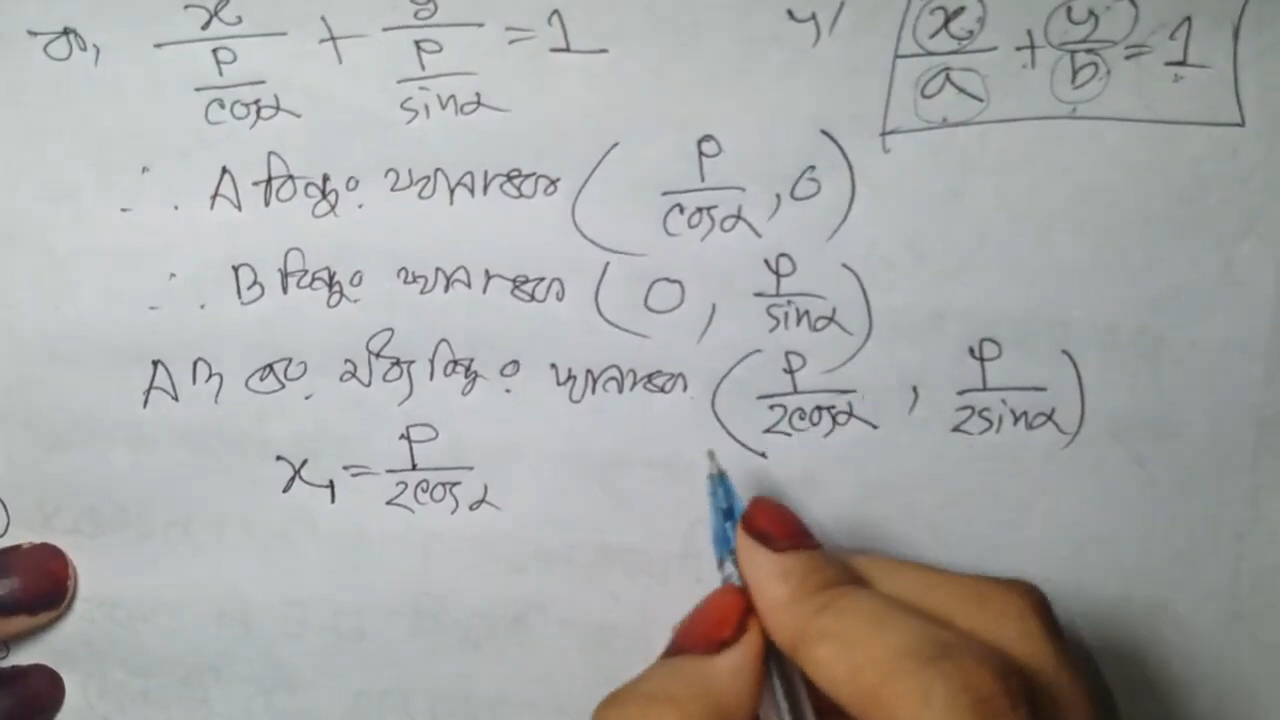 বা, x/(p/cosα) + y/(p/sinα) = 1
x/a + y/b = 1
∴ A বিন্দুর স্থানাঙ্ক (p/cosα, 0)
∴ B বিন্দুর স্থানাঙ্ক (0, p/sinα)
AB এর মধ্যবিন্দুর স্থানাঙ্ক (p/2cosα, p/2sinα)
x₁ = p/2cosα